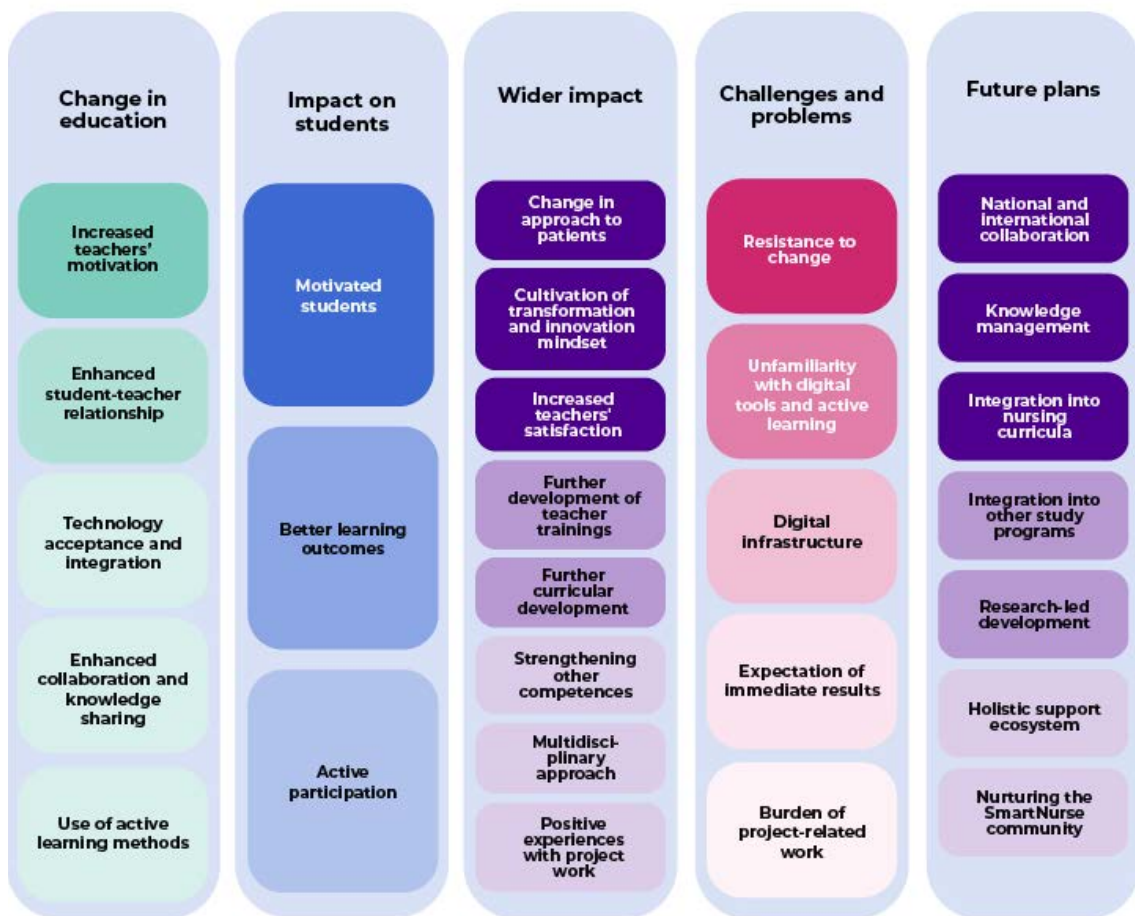 Change in
education
Increased
teachers'
motivation
Enhanced
student-teacher
relationship
Technology
acceptance and
integration
Enhanced
collaboration and
knowledge
sharing
Use of active
learning methods
Impact on
students
Motivated
students
Better learning
outcomes
Active
participation
Wider impact
Change in
approach to
patients
Cultivation of
transformation
and innovation
mindset
Increased
teachers'
satisfaction
Further
development of
teacher
trainings
Further
curricular
development
Strengthening
other
competences
Multidisci-
plinary
approach
Positive
experiences
with project
work
Challenges and
problems
Resistance to
change
Unfamiliarity
with digital
tools and active
learning
Digital
infrastructure
Expectation of
immediate results
Burden of
project-related
work
Future plans
National and
international
collaboration
Knowledge
management
Integration into
nursing
curricula
Integration into
other study
programs
Research-led
development
Holistic support
ecosystem
Nurturing the
SmartNurse
community